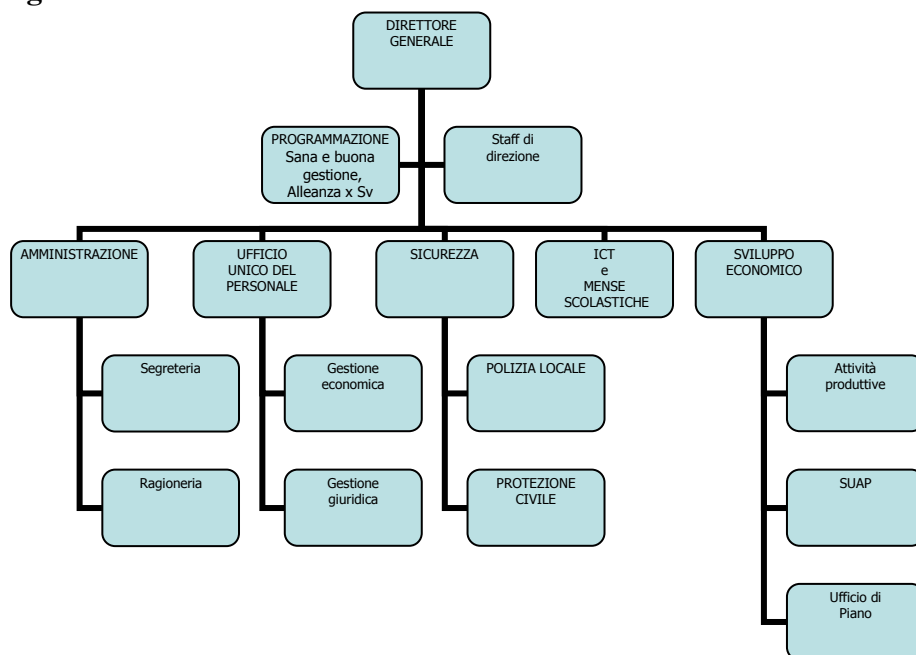 DIRETTORE
GENERALE
PROGRAMMAZIONE
Sana e buona
gestione,
Alleanza x Sv
Staff di
direzione
AMMINISTRAZIONE
UFFICIO
UNICO DEL
PERSONALE
SICUREZZA
ICT
e
MENSE
SCOLASTICHE
SVILUPPO
ECONOMICO
Segreteria
Gestione
economica
POLIZIA LOCALE
Attività
produttive
Ragioneria
Gestione
giuridica
PROTEZIONE
CIVILE
SUAP
Ufficio di
Piano